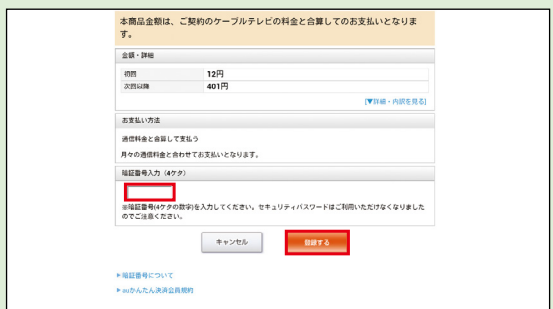 本商品金額は、ご契約のケーブルテレビの料金と合算してのお支払いとなりま
す。
金額・詳細
初回 12円
次回以降 401円
[▼詳細・内訳を見る]
お支払い方法
通信料金と合算して支払う
月々の通信料金と合わせてお支払いとなります。
暗証番号入力（4ケタ）
※暗証番号(4ケタの数字)を入力してください。セキュリティパスワードはご利用いただけなくなりました
のでご注意ください。
キャンセル
登録する
▶暗証番号について
▶auかんたん決済会員規約